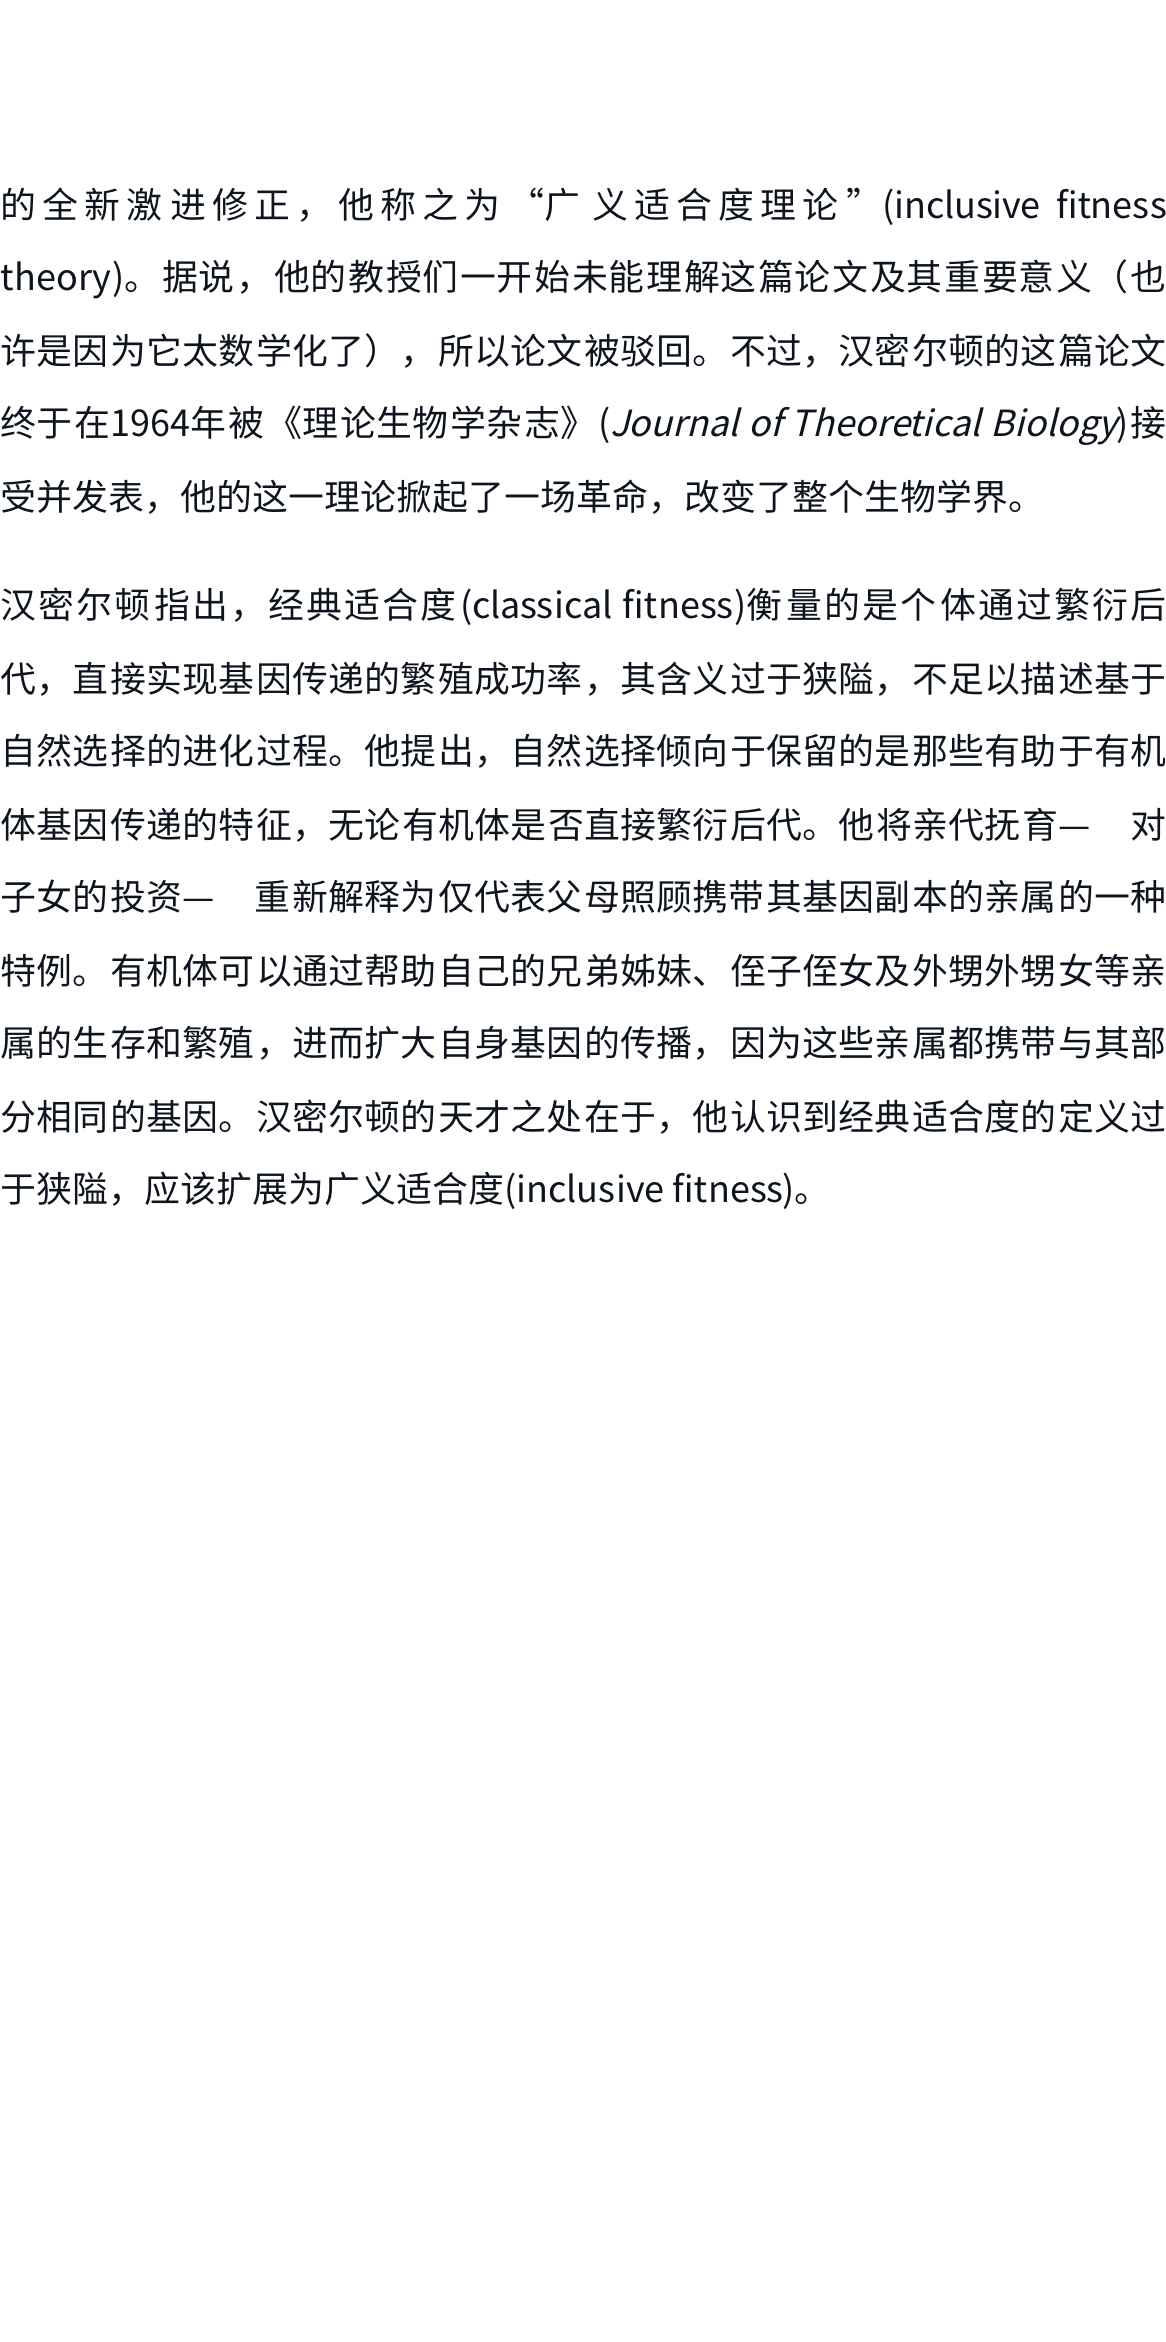 的全新激进修正，他称之为“广义适合度理论”(inclusive fitness
theory)。据说，他的教授们一开始未能理解这篇论文及其重要意义（也
许是因为它太数学化了），所以论文被驳回。不过，汉密尔顿的这篇论文
终于在1964年被《理论生物学杂志》(Journal of Theoretical Biology)接
受并发表，他的这一理论掀起了一场革命，改变了整个生物学界。
汉密尔顿指出，经典适合度(classical fitness)衡量的是个体通过繁衍后
代，直接实现基因传递的繁殖成功率，其含义过于狭隘，不足以描述基于
自然选择的进化过程。他提出，自然选择倾向于保留的是那些有助于有机
体基因传递的特征，无论有机体是否直接繁衍后代。他将亲代抚育—　对
子女的投资—　重新解释为仅代表父母照顾携带其基因副本的亲属的一种
特例。有机体可以通过帮助自己的兄弟姊妹、侄子侄女及外甥外甥女等亲
属的生存和繁殖，进而扩大自身基因的传播，因为这些亲属都携带与其部
分相同的基因。汉密尔顿的天才之处在于，他认识到经典适合度的定义过
于狭隘，应该扩展为广义适合度(inclusive fitness)。